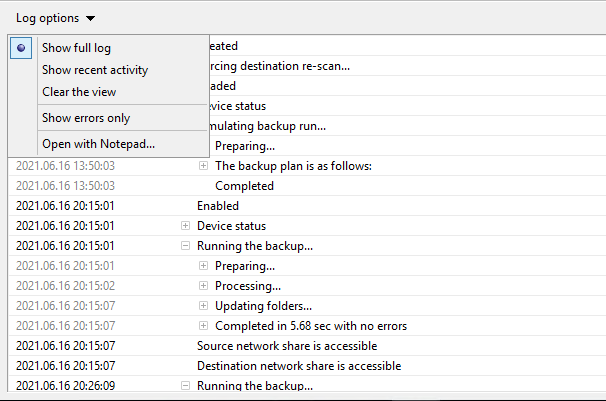 Log options
Show full log
Show recent activity
Clear the view
Show errors only
Open with Notepad...
eated
rcing destination re-scan...
aded
evice status
mulating backup run...
Preparing...
2021.06.16 13:50:03 The backup plan is as follows:
2021.06.16 13:50:03 Completed
2021.06.16 20:15:01 Enabled
2021.06.16 20:15:01 Device status
2021.06.16 20:15:01 Running the backup...
2021.06.16 20:15:01 Preparing...
2021.06.16 20:15:02 Processing...
2021.06.16 20:15:07 Updating folders...
2021.06.16 20:15:07 Completed in 5.68 sec with no errors
2021.06.16 20:15:07 Source network share is accessible
2021.06.16 20:15:07 Destination network share is accessible
2021.06.16 20:26:09 Running the backup...